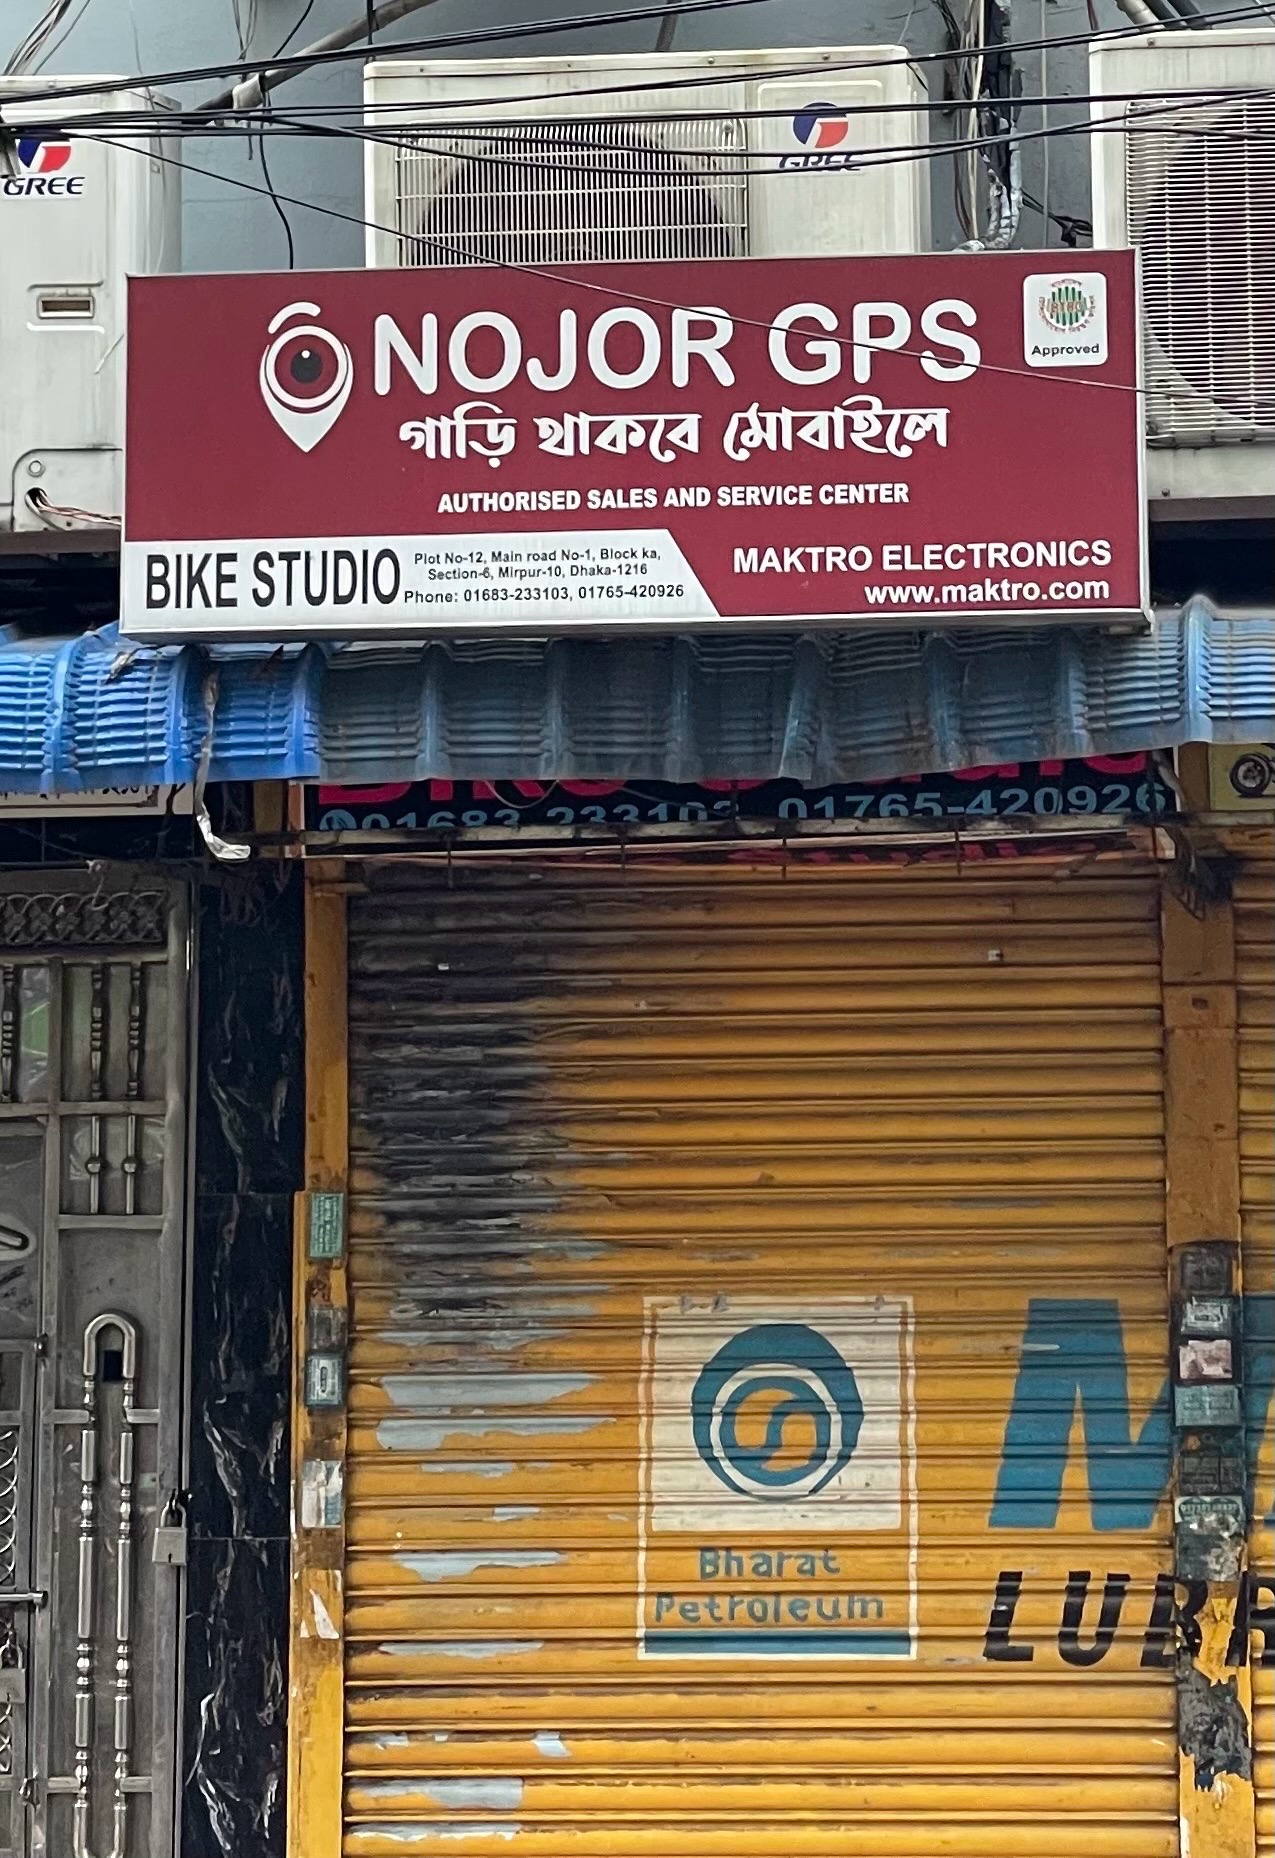 GREE
GREE
NOJOR GPS
Approved
গাড়ি থাকবে মোবাইলে
AUTHORISED SALES AND SERVICE CENTER
BIKE STUDIO
Plot No-12, Main road No-1, Block ka,
Section-6, Mirpur-10, Dhaka-1216
Phone: 01683-233103, 01765-420926
MAKTRO ELECTRONICS
www.maktro.com
01683-233103, 01765-420926
Bharat
Petroleum